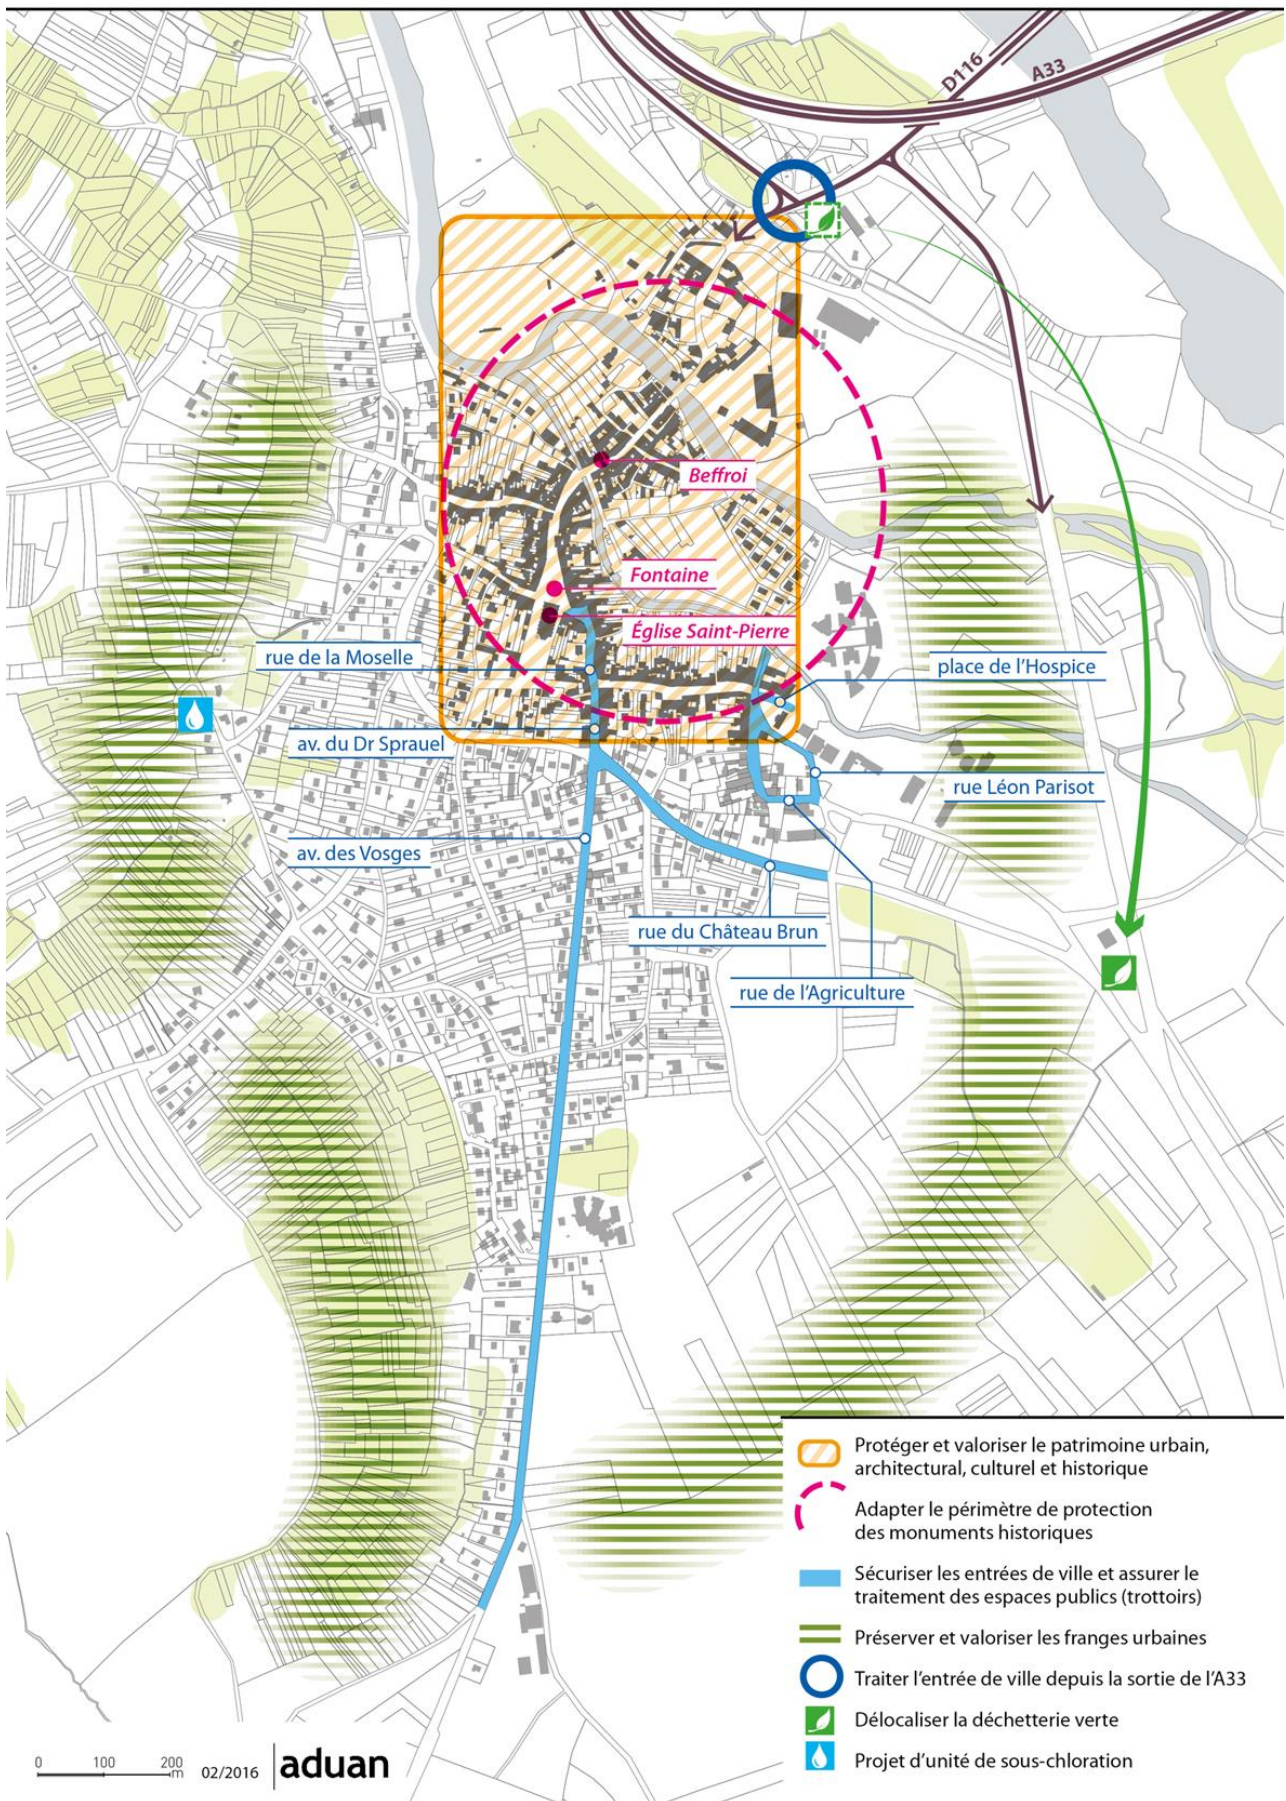 D116
A33
Beffroi
Fontaine
Église Saint-Pierre
rue de la Moselle
place de l'Hospice
av. du Dr Sprauel
rue Léon Parisot
av. des Vosges
rue du Château Brun
rue de l'Agriculture
Protéger et valoriser le patrimoine urbain,
architectural, culturel et historique
Adapter le périmètre de protection
des monuments historiques
Sécuriser les entrées de ville et assurer le
traitement des espaces publics (trottoirs)
Préserver et valoriser les franges urbaines
Traiter l'entrée de ville depuis la sortie de l'A33
Délocaliser la déchetterie verte
Projet d'unité de sous-chloration
0 100 200 m
02/2016
aduan